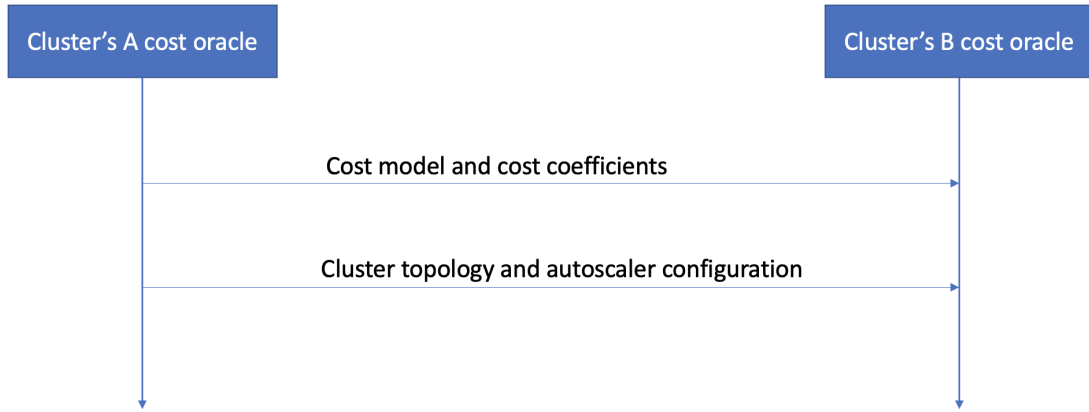 Cluster’s A cost oracle
Cluster’s B cost oracle
Cost model and cost coefficients
Cluster topology and autoscaler configuration